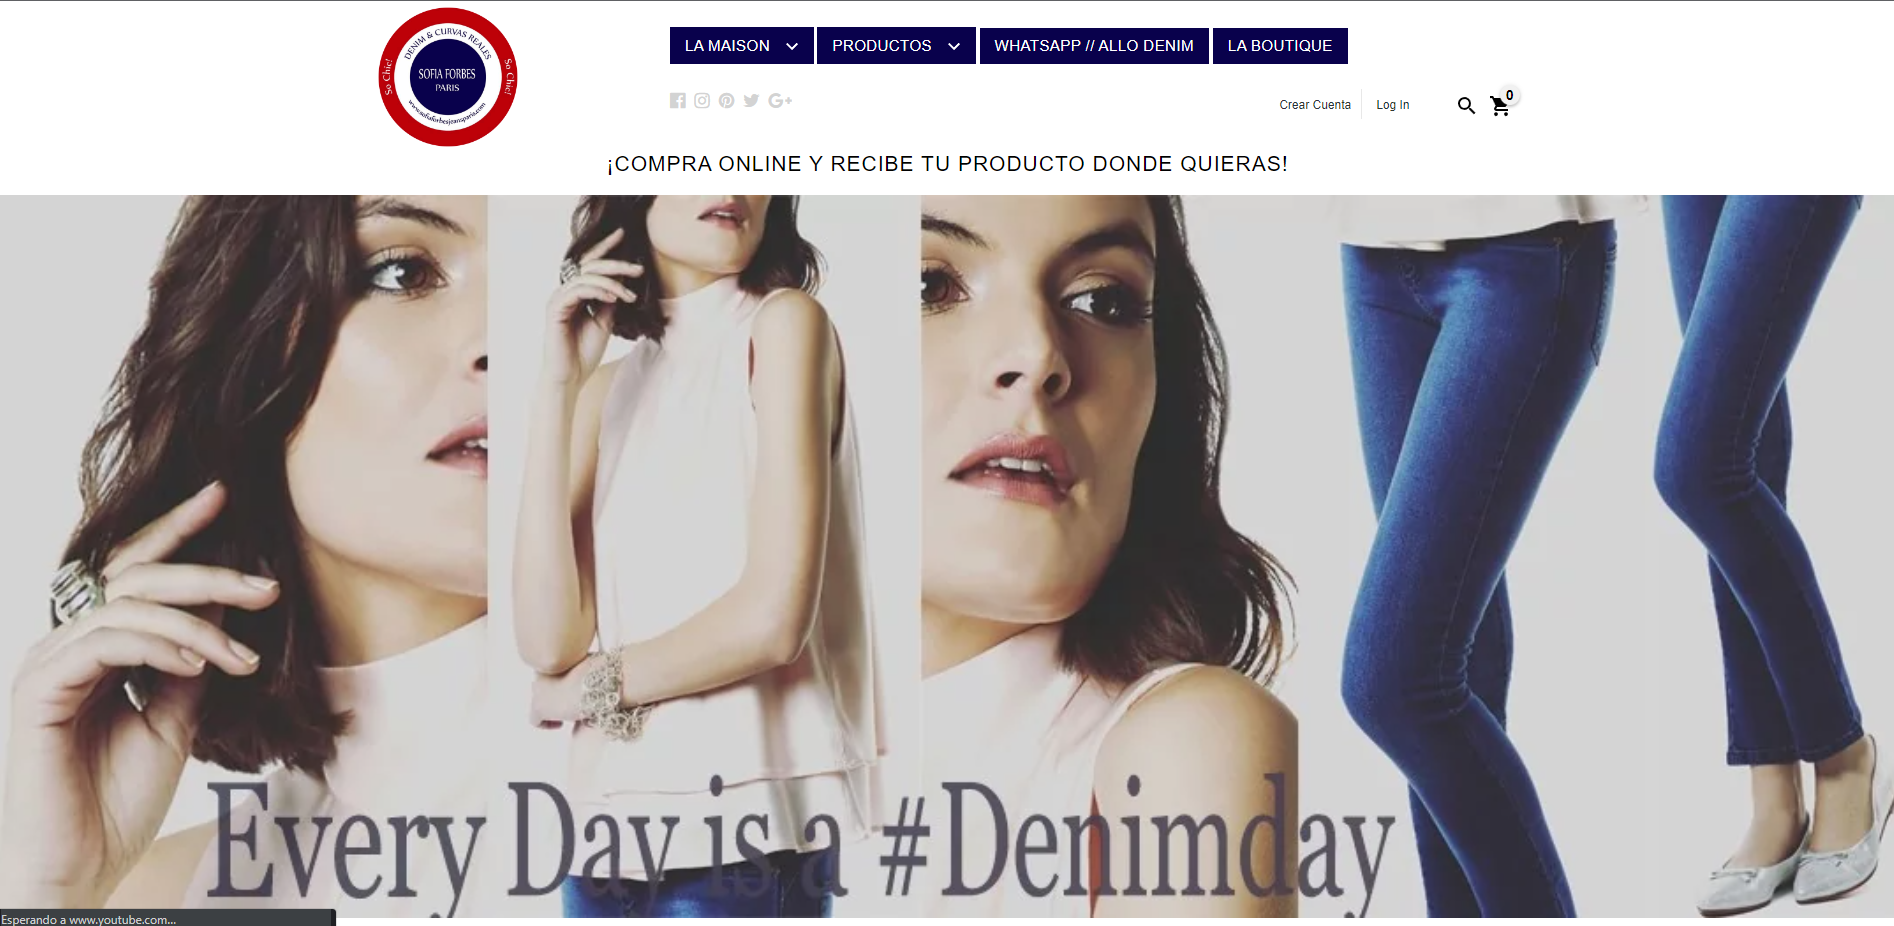 DENIM & CURVAS REALES
So Chic!
SOFIA FORBES
PARIS
So Chic!
www.sofiaforbesjeansparis.com
LA MAISON
PRODUCTOS
WHATSAPP // ALLO DENIM
LA BOUTIQUE
G+
Crear Cuenta
Log In
0
¡COMPRA ONLINE Y RECIBE TU PRODUCTO DONDE QUIERAS!
Every Day is a #Denimday
Esperando a www.youtube.com...